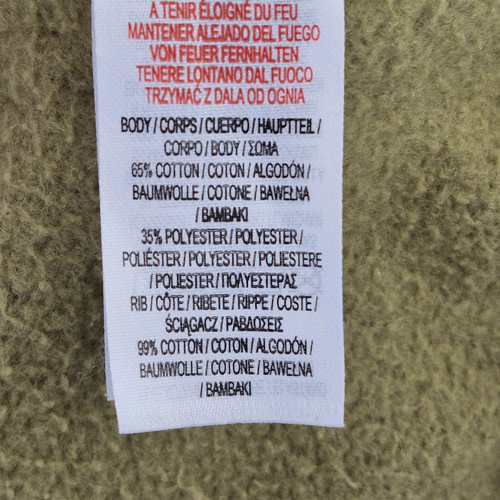 À TENIR ÉLOIGNÉ DU FEU
MANTENER ALEJADO DEL FUEGO
VON FEUER FERNHALTEN
TENERE LONTANO DAL FUOCO
TRZYMAĆ Z DALA OD OGNIA
BODY / CORPS / CUERPO / HAUPTTEIL /
CORPO / BODY / ΣΩΜΑ
65% COTTON / COTON / ALGODÓN /
BAUMWOLLE / COTONE / BAWEŁNA
/ BAMBAKI
35% POLYESTER / POLYESTER /
POLIÉSTER / POLYESTER / POLIESTERE
/ POLIESTER / ΠΟΛΥΕΣΤΕΡΑΣ
RIB / CÔTE / RIBETE / RIPPE / COSTE /
ŚCIĄGACZ / ΡΑΒΔΩΣΕΙΣ
99% COTTON / COTON / ALGODÓN /
BAUMWOLLE / COTONE / BAWEŁNA
/ BAMBAKI